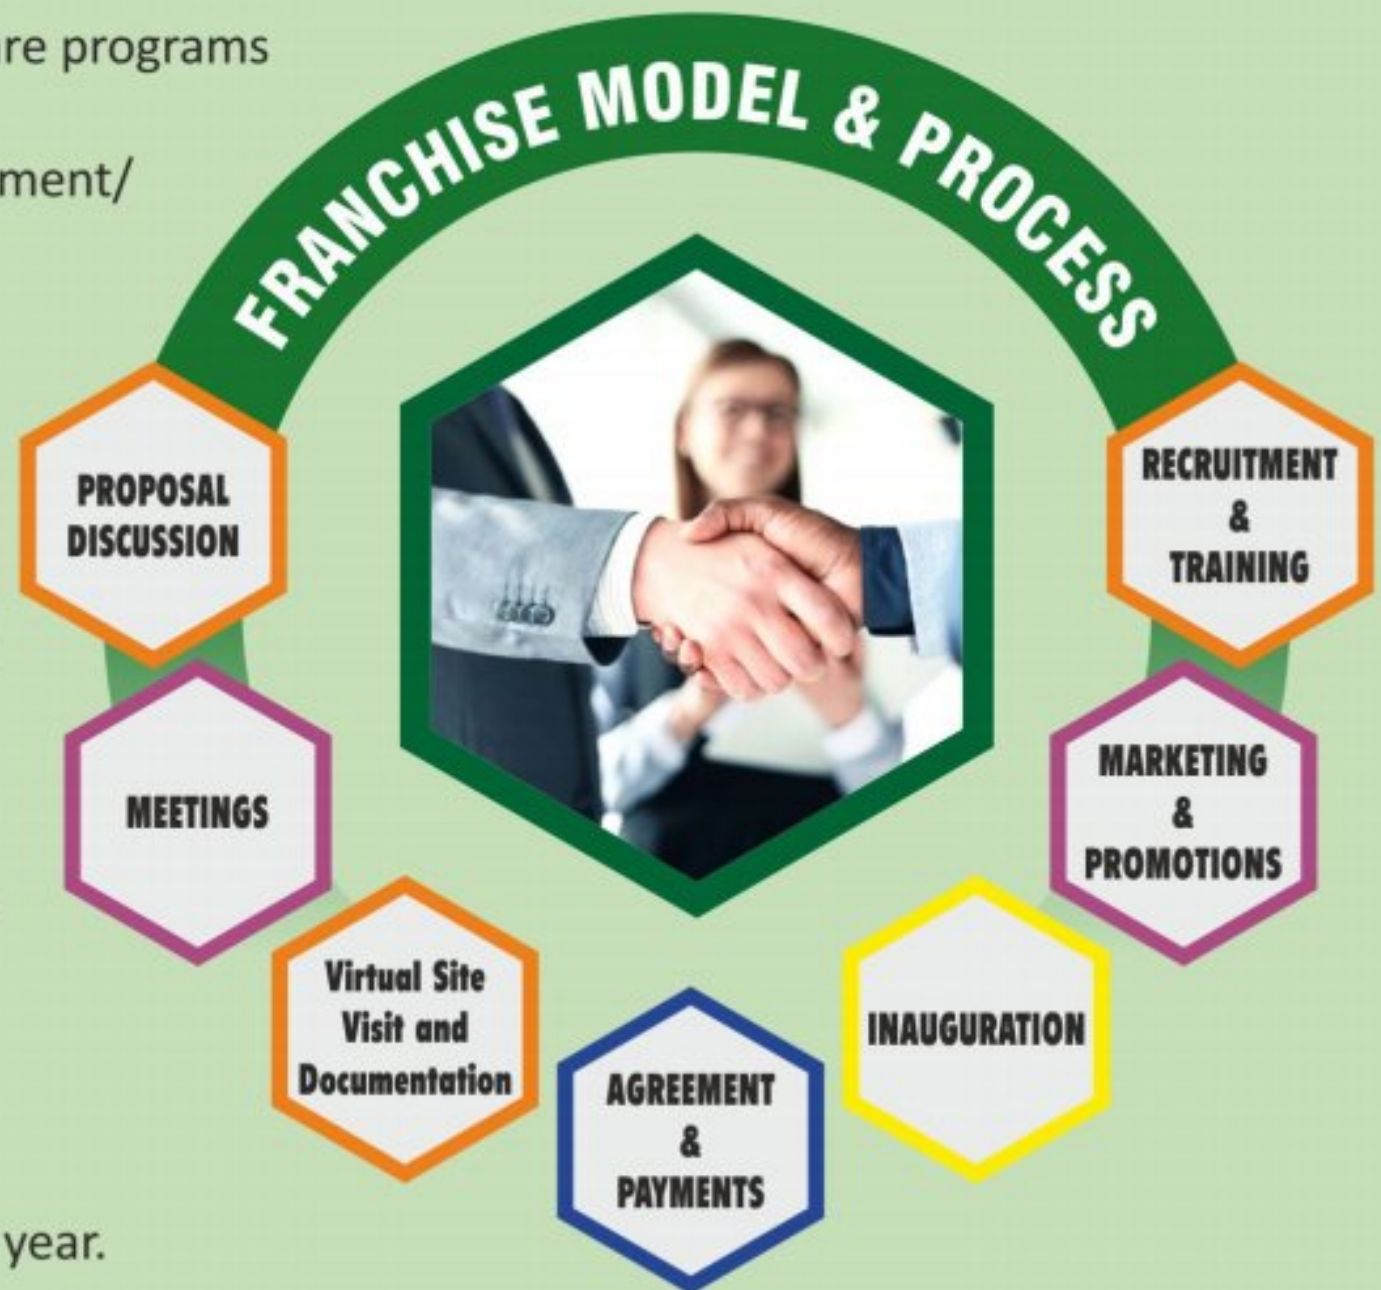 are programs
ment/
FRANCHISE MODEL & PROCESS
PROPOSAL
DISCUSSION
MEETINGS
Virtual Site
Visit and
Documentation
AGREEMENT
&
PAYMENTS
INAUGURATION
MARKETING
&
PROMOTIONS
RECRUITMENT
&
TRAINING
year.